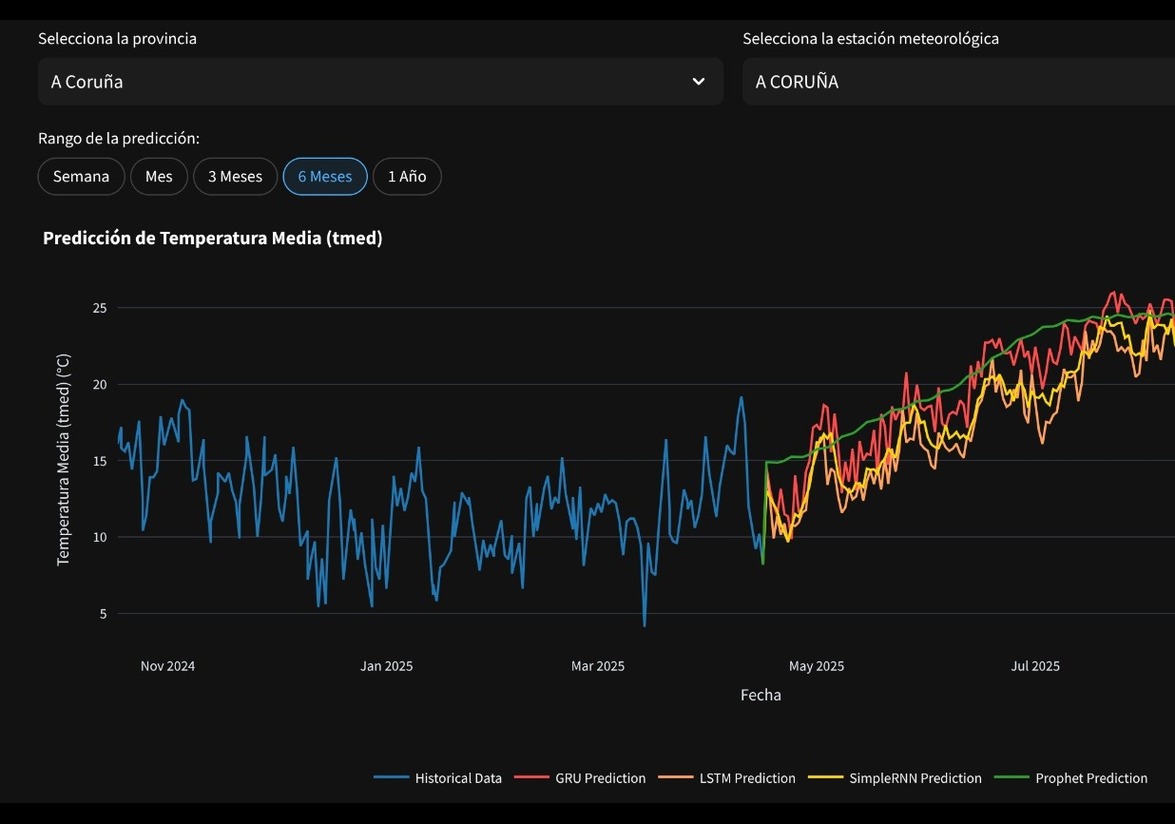 Selecciona la provincia
Selecciona la estación meteorológica
A Coruña
A CORUÑA
Rango de la predicción:
Semana
Mes
3 Meses
6 Meses
1 Año
Predicción de Temperatura Media (tmed)
Temperatura Media (tmed) (°C)
25
20
15
10
5
Nov 2024
Jan 2025
Mar 2025
May 2025
Jul 2025
Fecha
Historical Data
GRU Prediction
LSTM Prediction
SimpleRNN Prediction
Prophet Prediction